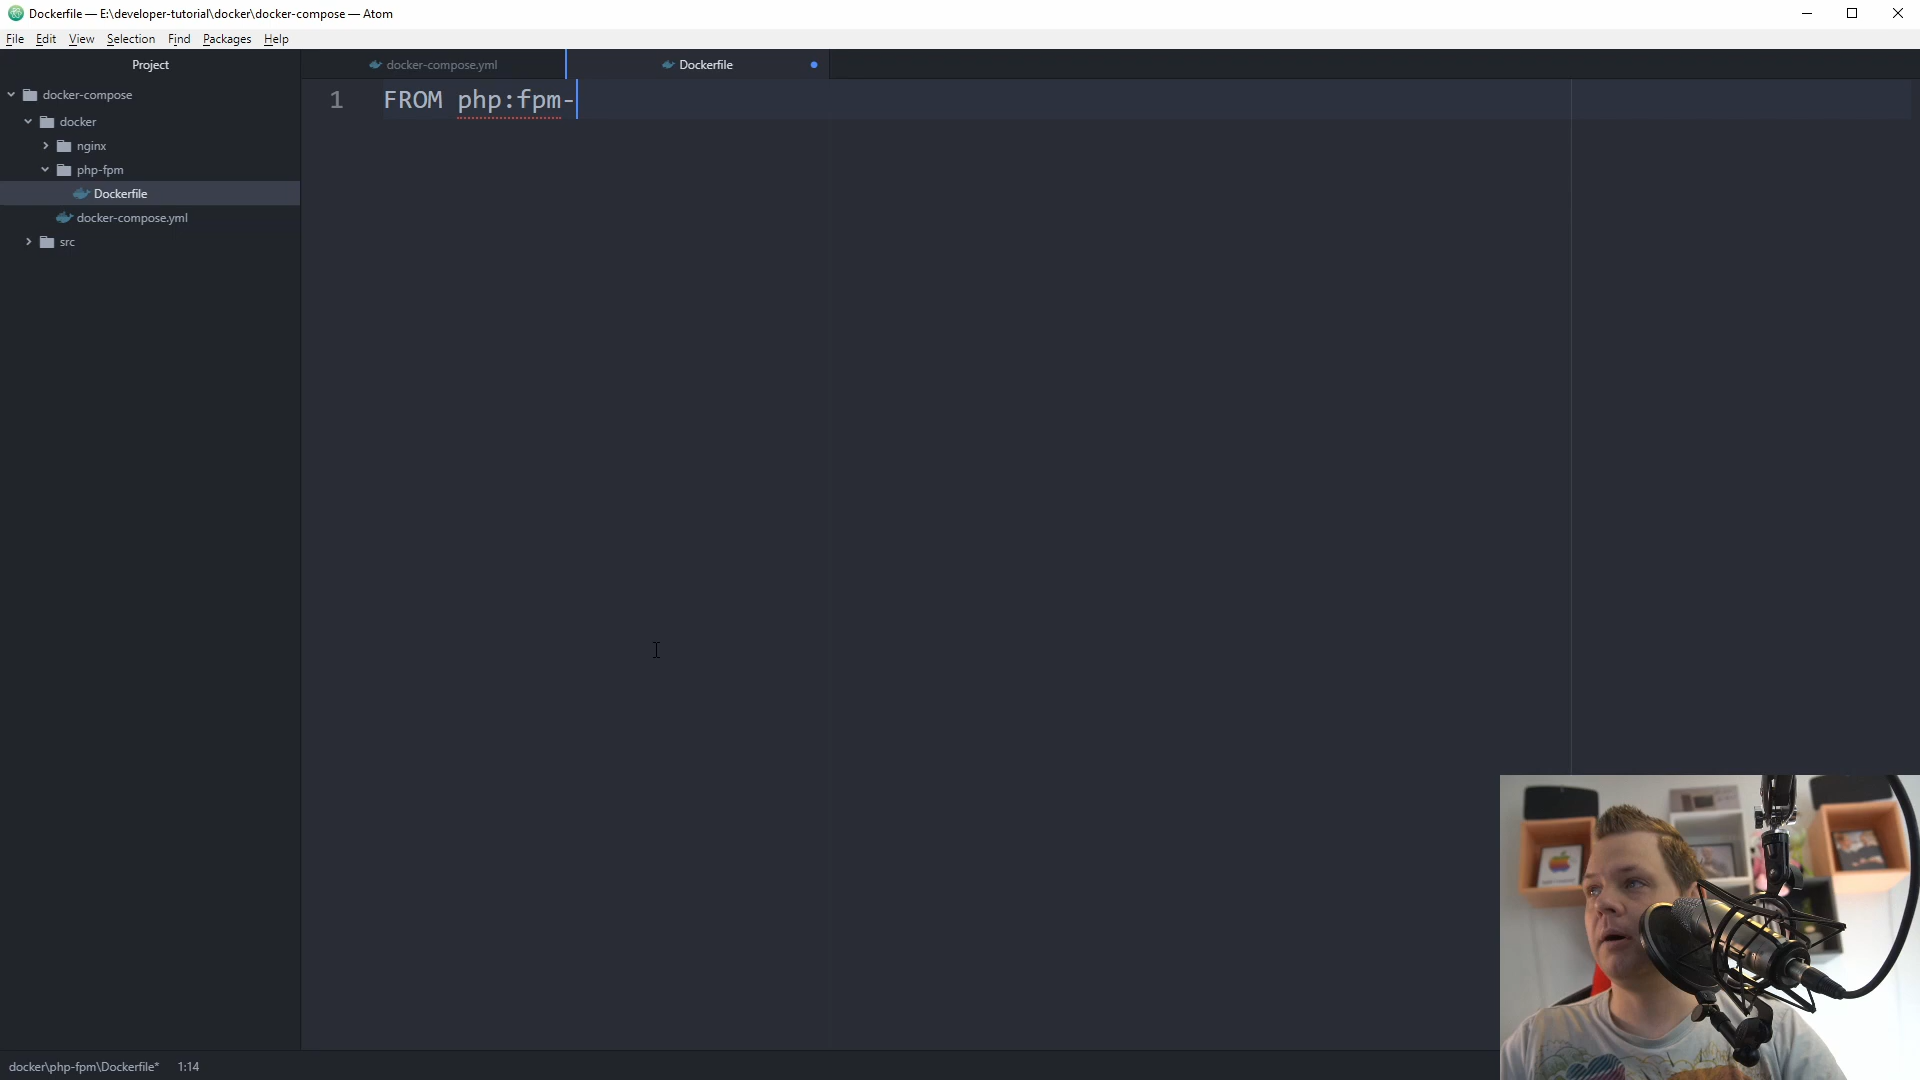 Dockerfile — E:\developer-tutorial\docker\docker-compose — Atom
File Edit View Selection Find Packages Help
Project
docker-compose.yml
Dockerfile
docker-compose
docker
nginx
php-fpm
Dockerfile
docker-compose.yml
src
1 FROM php:fpm-
docker\php-fpm\Dockerfile* 1:14